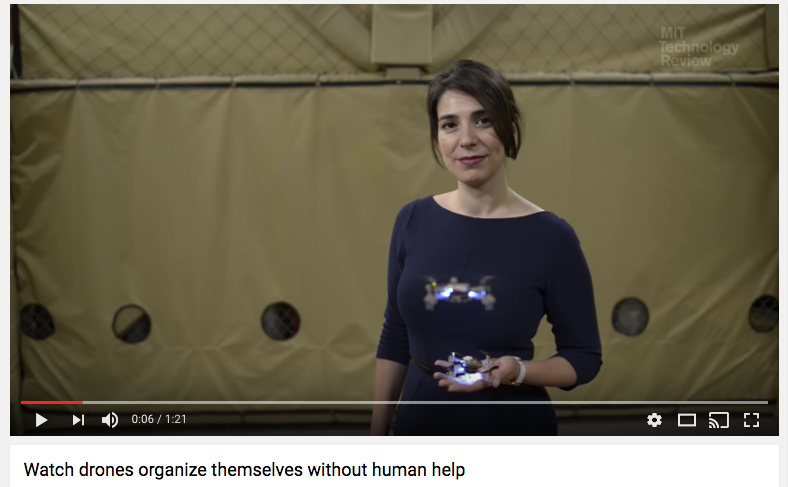 MIT
Technology
Review
0:06 / 1:21
Watch drones organize themselves without human help